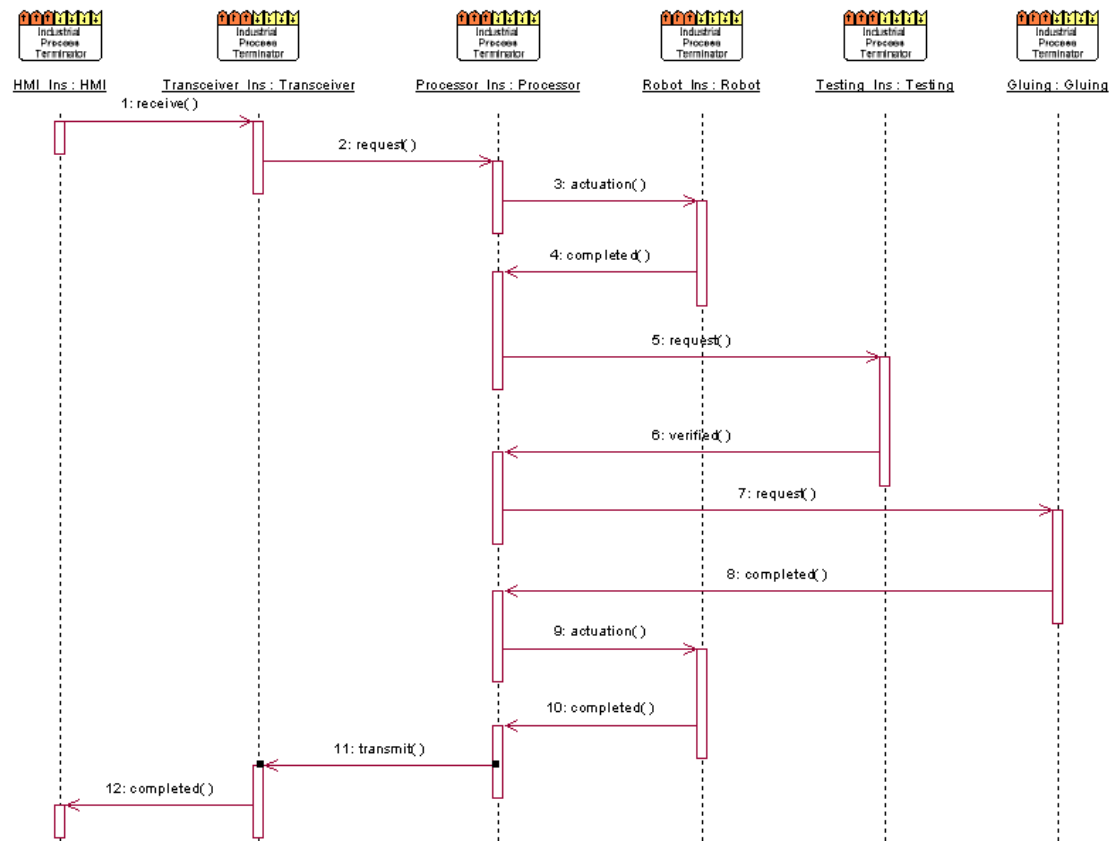 Industrial
Process
Terminator
Industrial
Process
Terminator
Industrial
Process
Terminator
Industrial
Process
Terminator
Industrial
Process
Terminator
Industrial
Process
Terminator
HMI_Ins : HMI
Transceiver_Ins : Transceiver
Processor_Ins : Processor
Robot_Ins : Robot
Testing_Ins : Testing
Gluing : Gluing
1: receive( )
2: request( )
3: actuation( )
4: completed( )
5: request( )
6: verified( )
7: request( )
8: completed( )
9: actuation( )
10: completed( )
11: transmit( )
12: completed( )